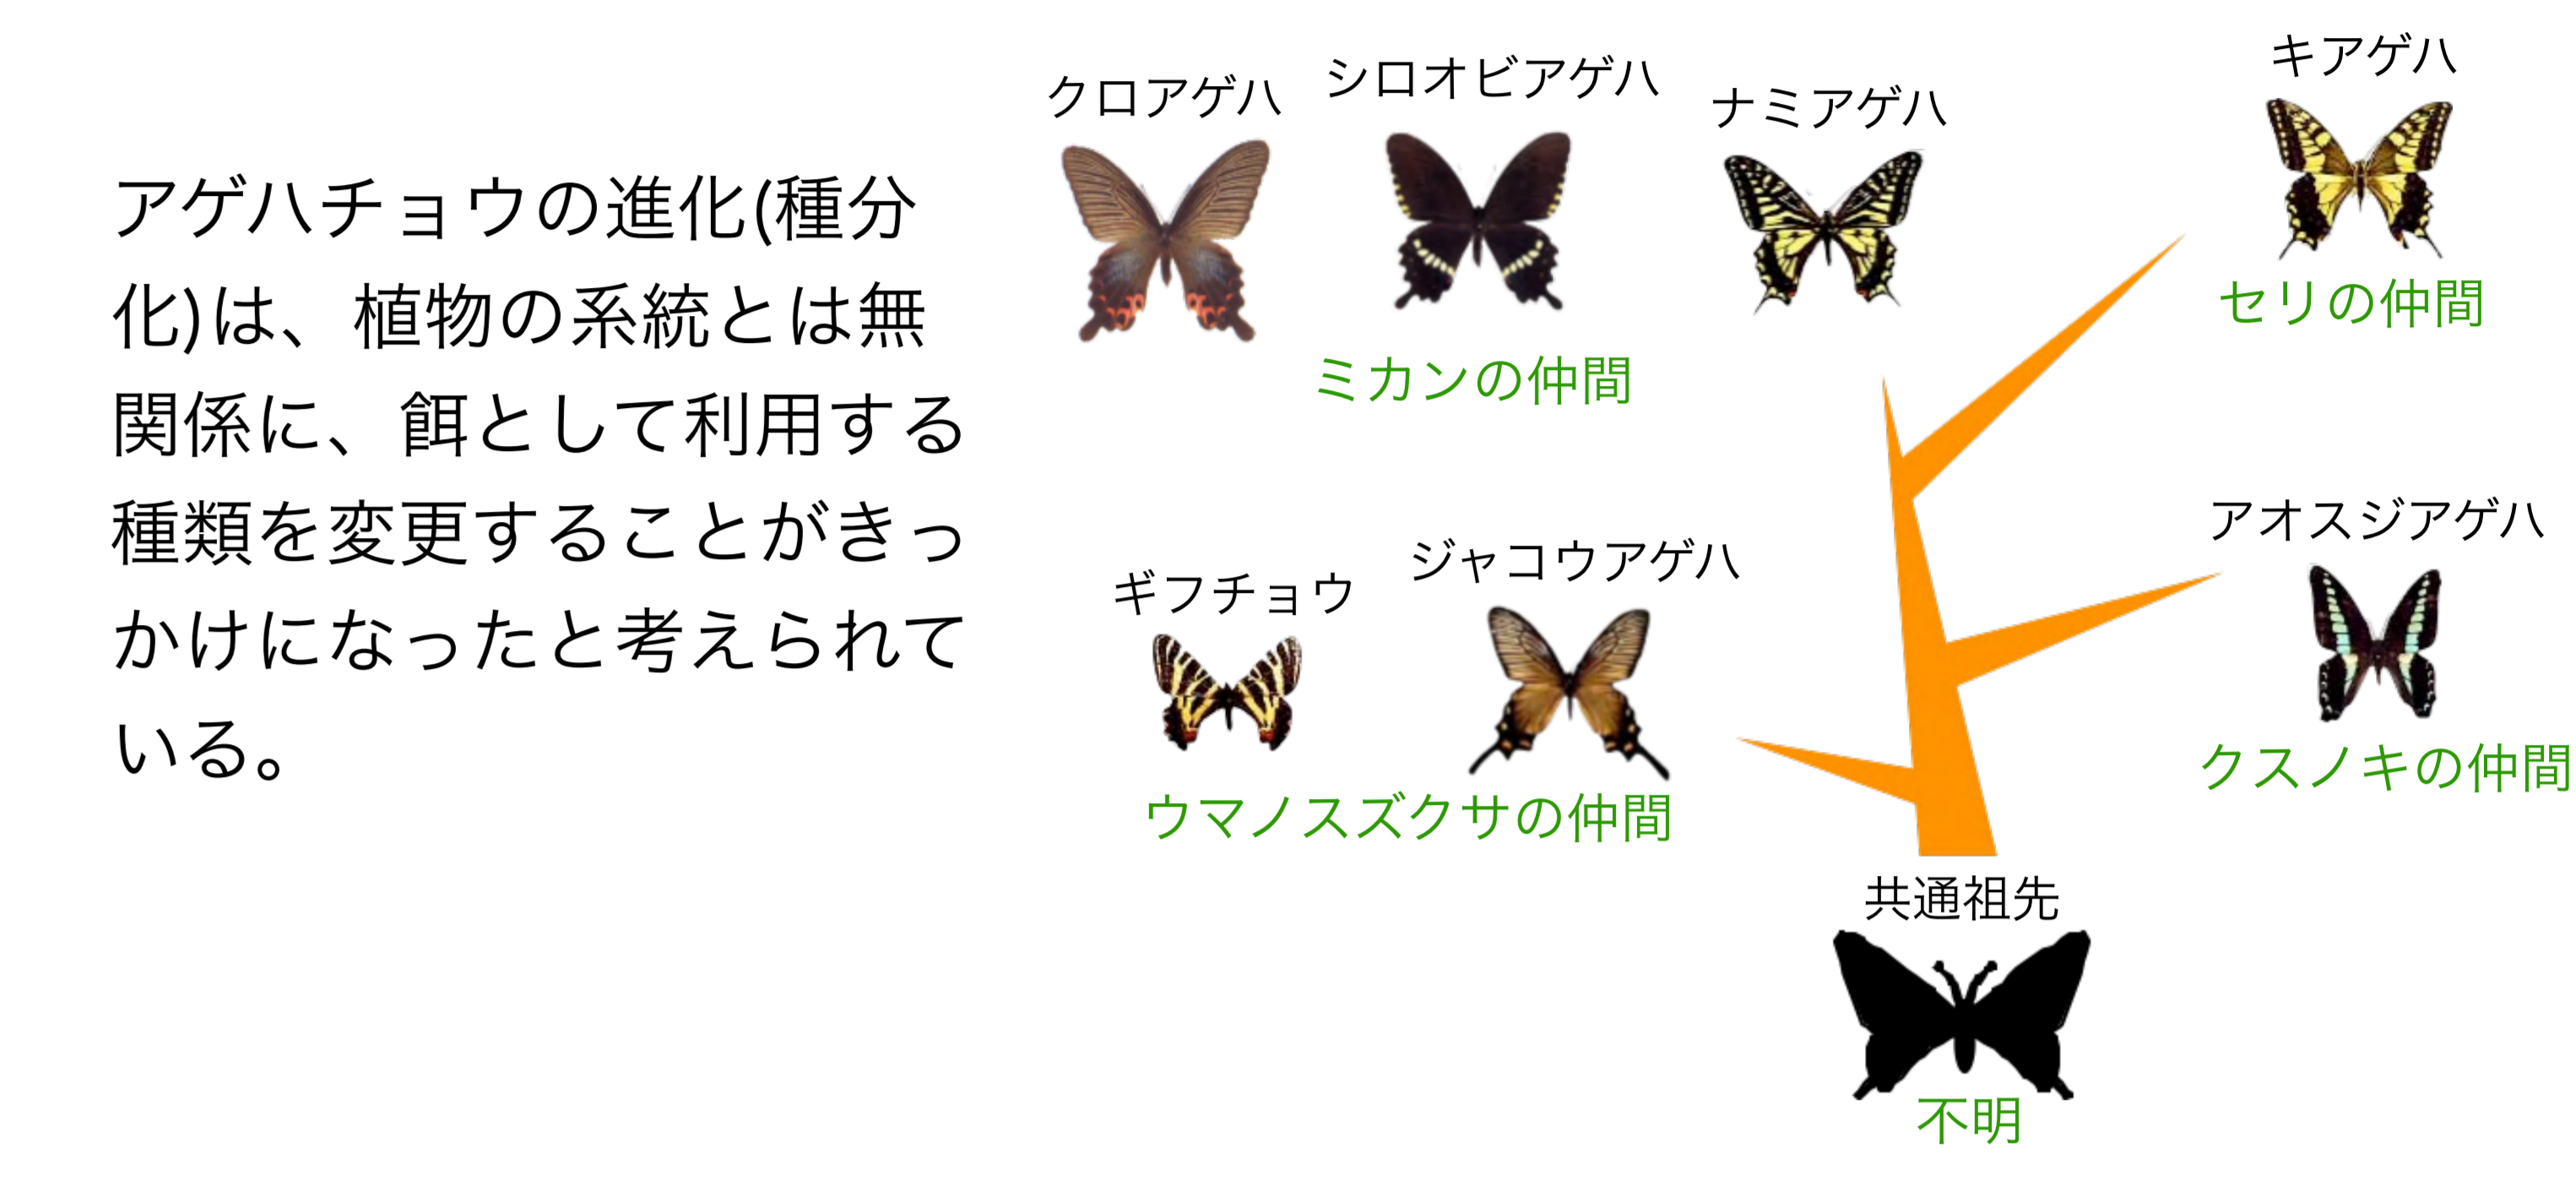 アゲハチョウの進化(種分
化)は、植物の系統とは無
関係に、餌として利用する
種類を変更することがきっ
かけになったと考えられて
いる。
クロアゲハ
シロオビアゲハ
ナミアゲハ
ミカンの仲間
キアゲハ
セリの仲間
ギフチョウ
ジャコウアゲハ
ウマノスズクサの仲間
アオスジアゲハ
クスノキの仲間
共通祖先
不明